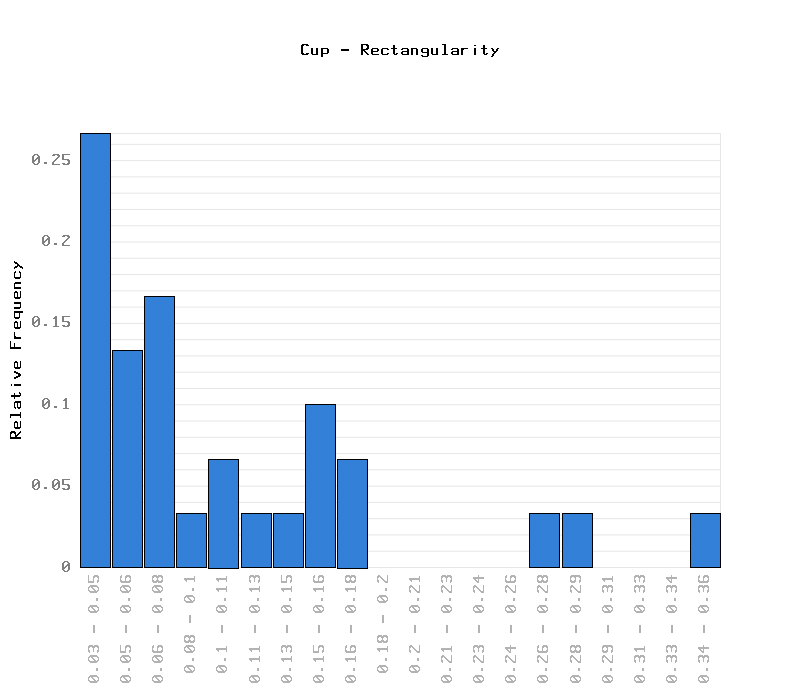 Cup - Rectangularity
Relative Frequency
0.25
0.2
0.15
0.1
0.05
0
0.03 - 0.05
0.05 - 0.06
0.06 - 0.08
0.08 - 0.1
0.1 - 0.11
0.11 - 0.13
0.13 - 0.15
0.15 - 0.16
0.16 - 0.18
0.18 - 0.2
0.2 - 0.21
0.21 - 0.23
0.23 - 0.24
0.24 - 0.26
0.26 - 0.28
0.28 - 0.29
0.29 - 0.31
0.31 - 0.33
0.33 - 0.34
0.34 - 0.36